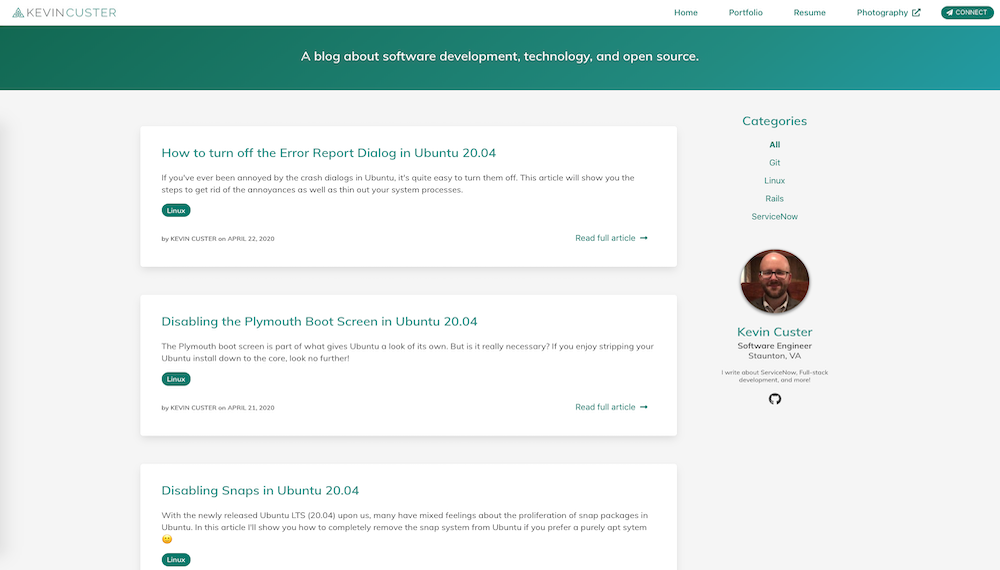 KEVINCUSTER
Home Portfolio Resume Photography CONNECT
A blog about software development, technology, and open source.
How to turn off the Error Report Dialog in Ubuntu 20.04
If you've ever been annoyed by the crash dialogs in Ubuntu, it's quite easy to turn them off. This article will show you the
steps to get rid of the annoyances as well as thin out your system processes.
Linux
by KEVIN CUSTER on APRIL 22, 2020
Read full article
Disabling the Plymouth Boot Screen in Ubuntu 20.04
The Plymouth boot screen is part of what gives Ubuntu a look of its own. But is it really necessary? If you enjoy stripping your
Ubuntu install down to the core, look no further!
Linux
by KEVIN CUSTER on APRIL 21, 2020
Read full article
Disabling Snaps in Ubuntu 20.04
With the newly released Ubuntu LTS (20.04) upon us, many have mixed feelings about the proliferation of snap packages in
Ubuntu. In this article I'll show you how to completely remove the snap system from Ubuntu if you prefer a purely apt sytem
Linux
Categories
All
Git
Linux
Rails
ServiceNow
Kevin Custer
Software Engineer
Staunton, VA
I write about ServiceNow, Full-stack
development, and more!